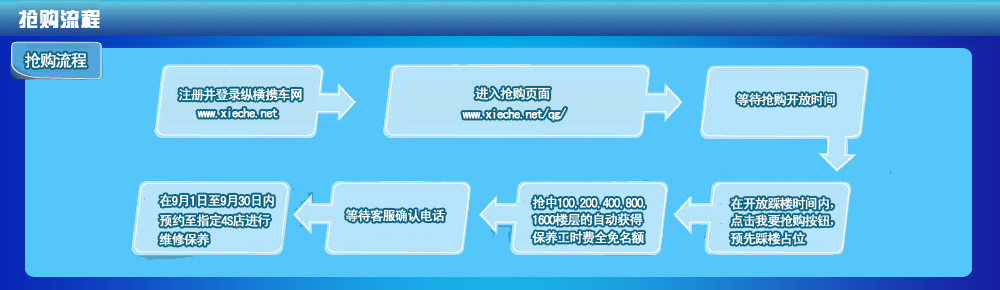 抢购流程
抢购流程
注册并登录纵横携车网
www.xieche.net
进入抢购页面
www.xieche.net/qg/
等待抢购开放时间
在开放踩楼时间内,
点击我要抢购按钮,
预先踩楼占位
抢中100,200,400,800,
1600楼层的自动获得
保养工时费全免名额
等待客服确认电话
在9月1日至9月30日内
预约至指定4S店进行
维修保养